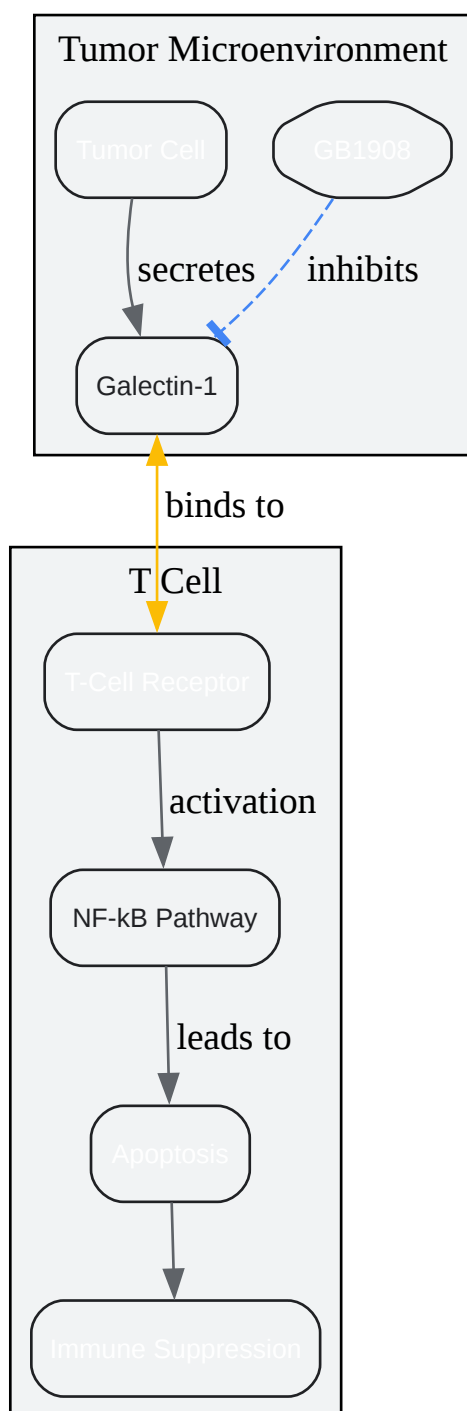 Tumor Microenvironment
Tumor Cell
GB1908
secretes
inhibits
Galectin-1
binds to
T Cell
T-Cell Receptor
activation
NF-kB Pathway
leads to
Apoptosis
Immune Suppression